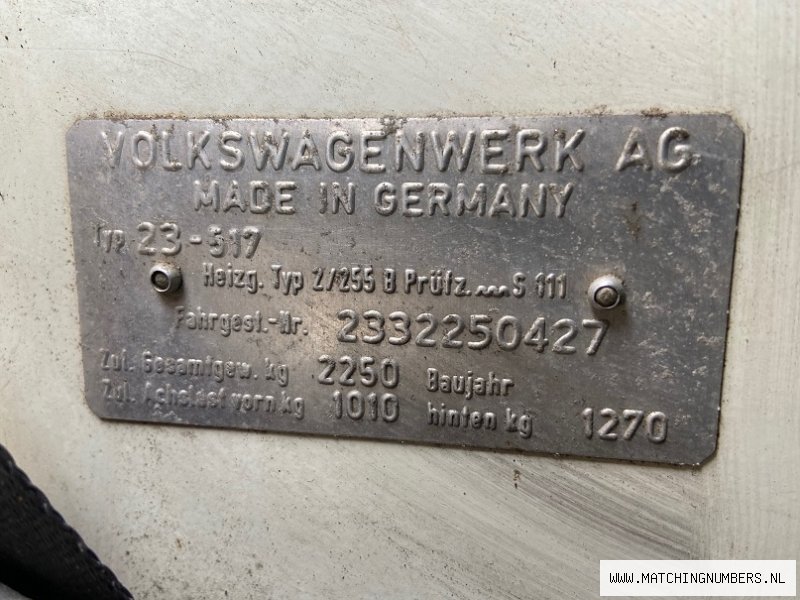 VOLKSWAGENWERK AG
MADE IN GERMANY
Typ 23-517
Heizg. Typ 2/255 B Prüfz. ~~~ S 111
Fahrgest.-Nr. 2332250427
Zul. Gesamtgew. kg 2250 Baujahr
Zul. Achslast vorn kg 1010 hinten kg 1270
WWW.MATCHINGNUMBERS.NL